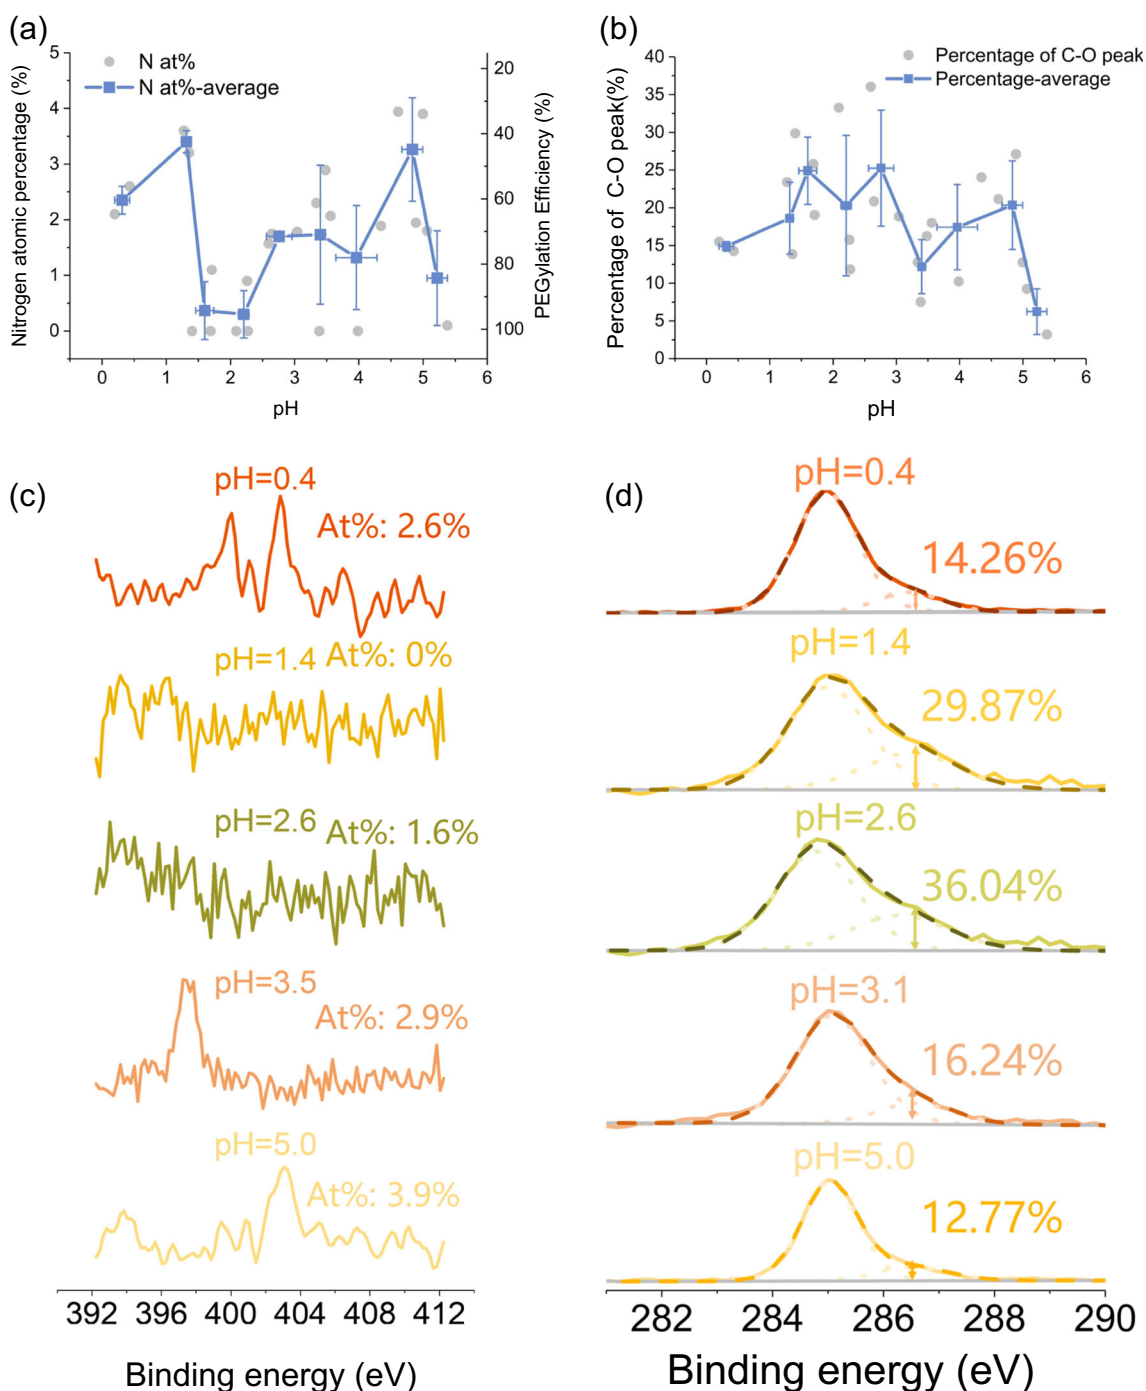 (a)
N at%
N at%-average
Nitrogen atomic percentage (%)
5
4
3
2
1
0
0 1 2 3 4 5 6
pH
20
40
60
80
100
PEGylation Efficiency (%)
(b)
Percentage of C-O peak
Percentage-average
Percentage of C-O peak(%)
40
35
30
25
20
15
10
5
0
0 1 2 3 4 5 6
pH
(c)
pH=0.4
At%: 2.6%
pH=1.4
At%: 0%
pH=2.6
At%: 1.6%
pH=3.5
At%: 2.9%
pH=5.0
At%: 3.9%
392 396 400 404 408 412
Binding energy (eV)
(d)
pH=0.4
14.26%
pH=1.4
29.87%
pH=2.6
36.04%
pH=3.1
16.24%
pH=5.0
12.77%
282 284 286 288 290
Binding energy (eV)